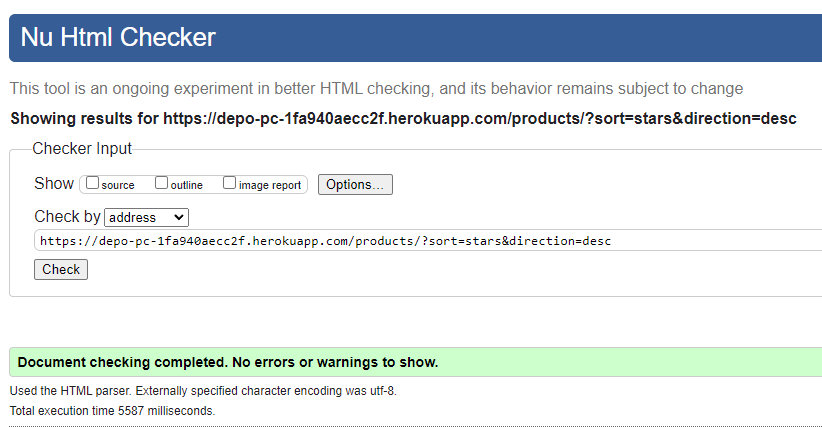 Nu Html Checker
This tool is an ongoing experiment in better HTML checking, and its behavior remains subject to change
Showing results for https://depo-pc-1fa940aecc2f.herokuapp.com/products/?sort=stars&direction=desc
Checker Input
Show source outline image report Options...
Check by address
https://depo-pc-1fa940aecc2f.herokuapp.com/products/?sort=stars&direction=desc
Check
Document checking completed. No errors or warnings to show.
Used the HTML parser. Externally specified character encoding was utf-8.
Total execution time 5587 milliseconds.